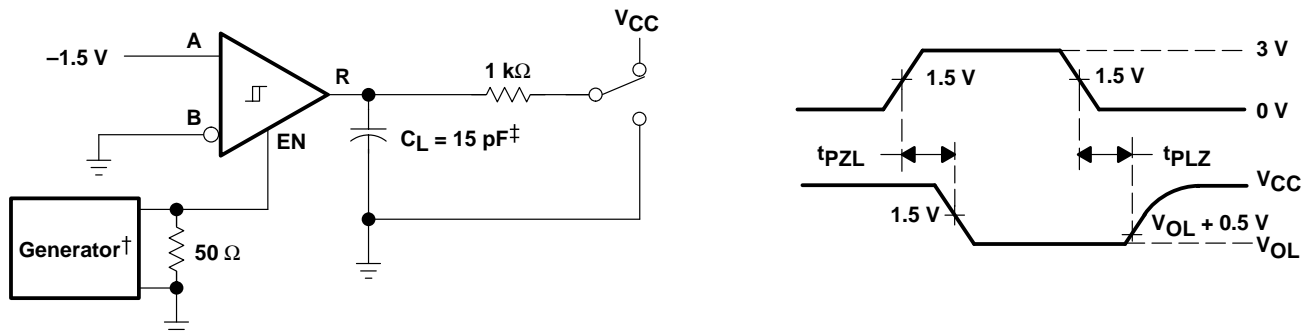 VCC
–1.5 V
A
R
1 kΩ
B
EN
CL = 15 pF‡
Generator†
50 Ω
3 V
1.5 V
1.5 V
0 V
tPZL
tPLZ
VCC
1.5 V
VOL + 0.5 V
VOL